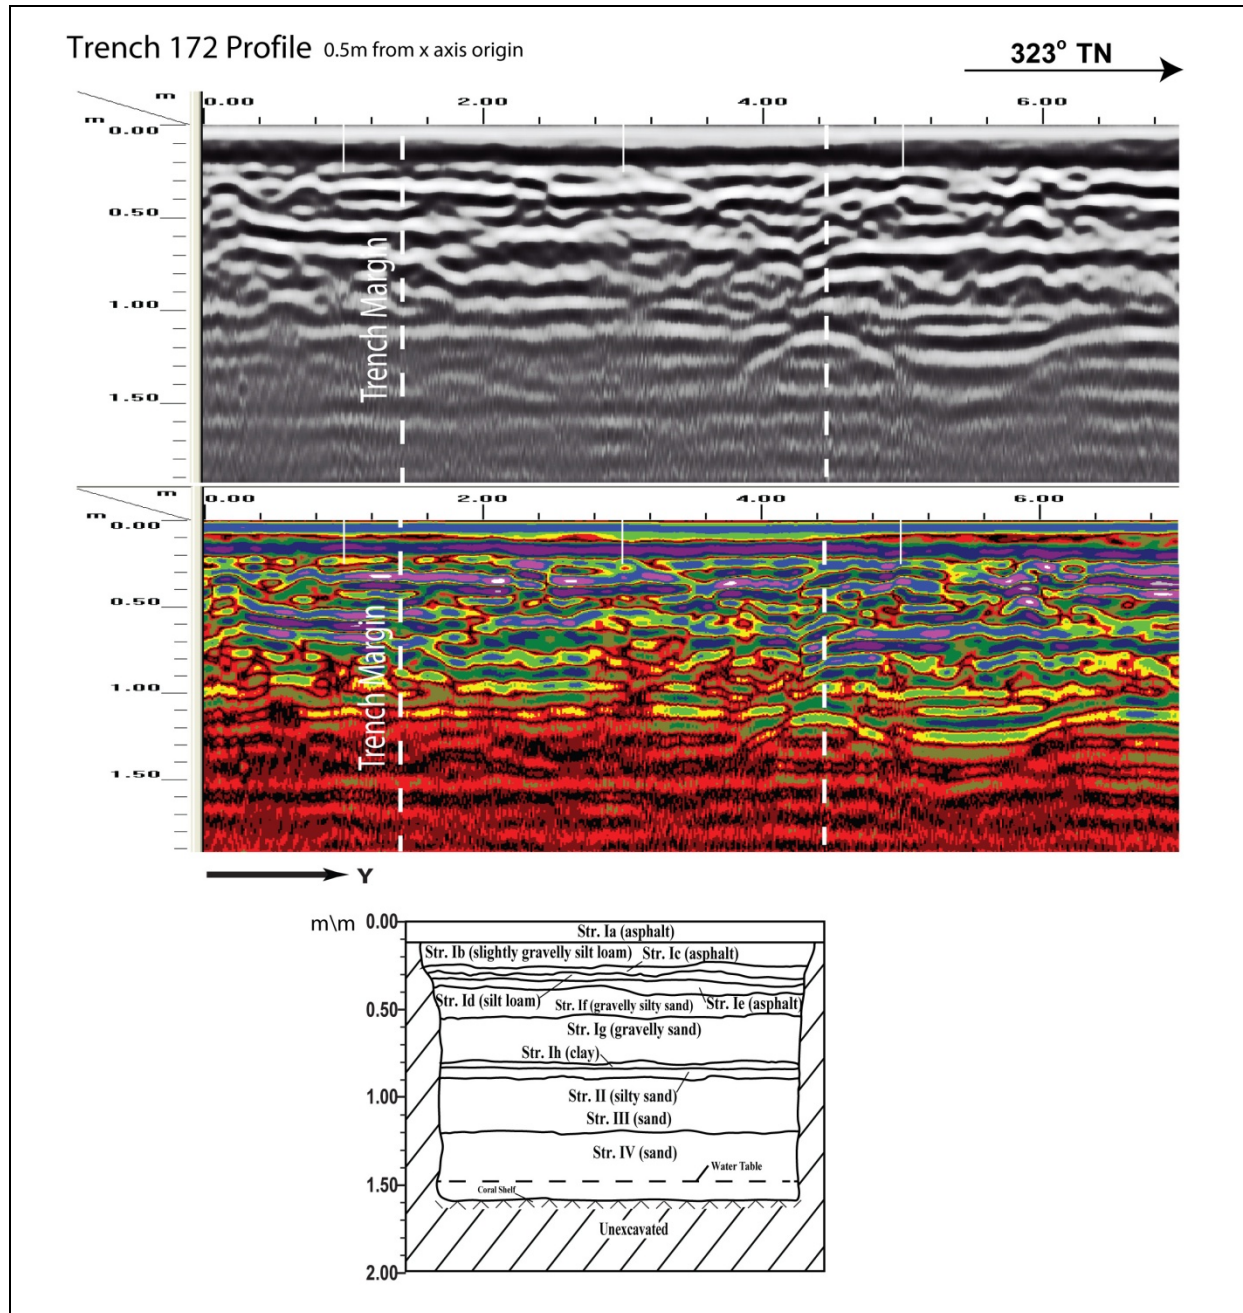 Trench 172 Profile 0.5m from x axis origin
323° TN
m 0.00 2.00 4.00 6.00
m
0.00
0.50
1.00
1.50
Trench Margin
m 0.00 2.00 4.00 6.00
m
0.00
0.50
1.00
1.50
Trench Margin
Y
m\m 0.00
Str. Ia (asphalt)
Str. Ib (slightly gravelly silt loam) Str. Ic (asphalt)
Str. Id (silt loam) Str. Ie (asphalt)
0.50 Str. If (gravelly silty sand)
Str. Ig (gravelly sand)
Str. Ih (clay)
1.00 Str. II (silty sand)
Str. III (sand)
Str. IV (sand)
Water Table
1.50 Coral Shelf
Unexcavated
2.00